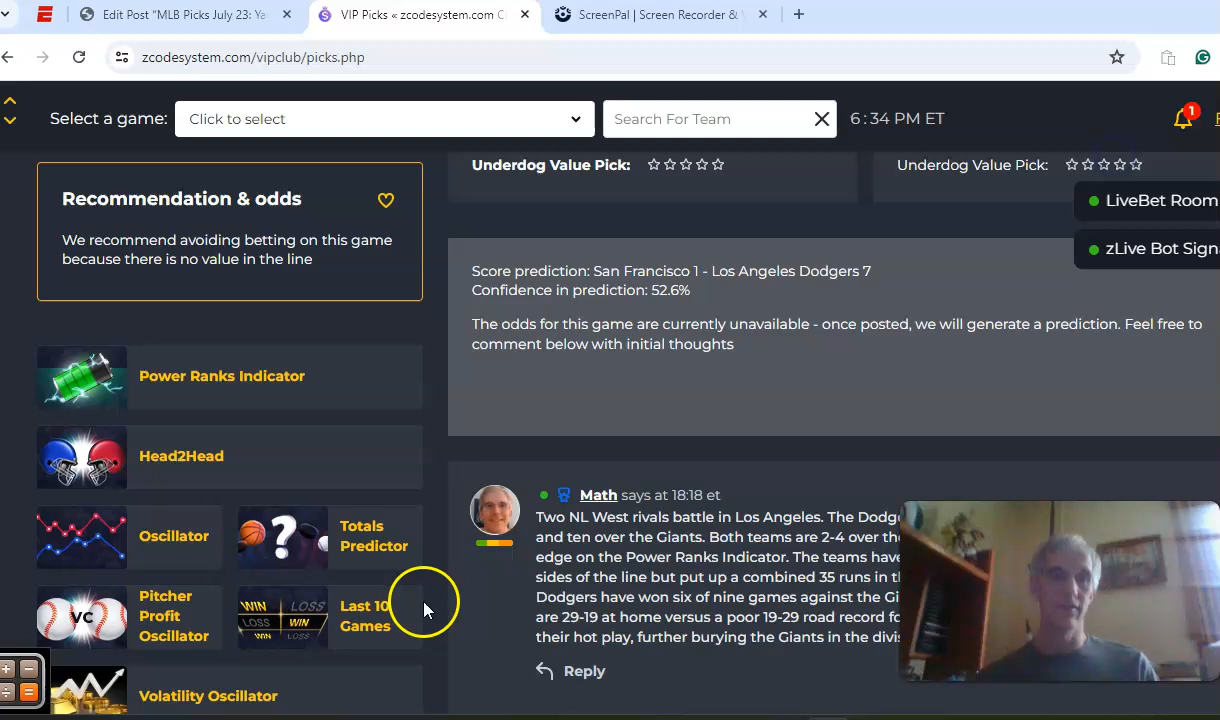 Edit Post "MLB Picks July 23: Ya
VIP Picks « zcodesystem.com C
ScreenPal | Screen Recorder &
zcodesystem.com/vipclub/picks.php
Select a game:
Click to select
Search For Team
6:34 PM ET
1
Underdog Value Pick:
Underdog Value Pick:
Recommendation & odds
We recommend avoiding betting on this game
because there is no value in the line
LiveBet Room
zLive Bot Sign
Score prediction: San Francisco 1 - Los Angeles Dodgers 7
Confidence in prediction: 52.6%
The odds for this game are currently unavailable - once posted, we will generate a prediction. Feel free to
comment below with initial thoughts
Power Ranks Indicator
Head2Head
Oscillator
Totals
Predictor
Pitcher
Profit
Oscillator
VC
WIN LOSS
LOSS WIN
WIN LOSS
Last 10
Games
Volatility Oscillator
Math says at 18:18 et
Two NL West rivals battle in Los Angeles. The Dodg
and ten over the Giants. Both teams are 2-4 over the
edge on the Power Ranks Indicator. The teams have
sides of the line but put up a combined 35 runs in th
Dodgers have won six of nine games against the Gi
are 29-19 at home versus a poor 19-29 road record fo
their hot play, further burying the Giants in the divis
Reply